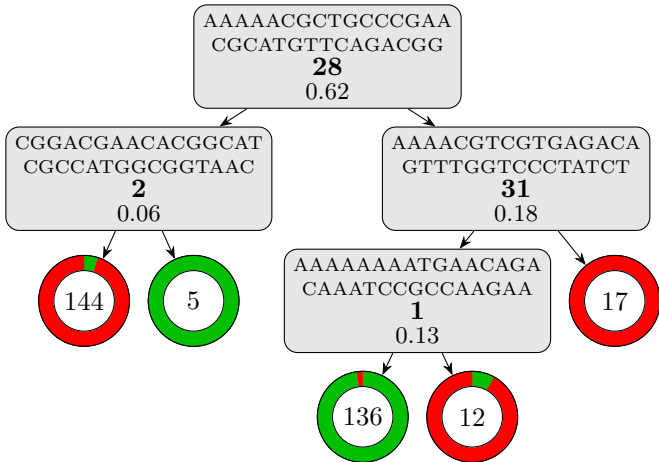 AAAAACGCTGCCCGAA
CGCATGTTCAGACGG
28
0.62
CGGACGAACACGGCAT
CGCCATGGCGGTAAC
2
0.06
AAAACGTCGTGAGACA
GTTTGGTCCCTATCT
31
0.18
144
5
AAAAAAAATGAACAGA
CAAATCCGCCAAGAA
1
0.13
17
136
12